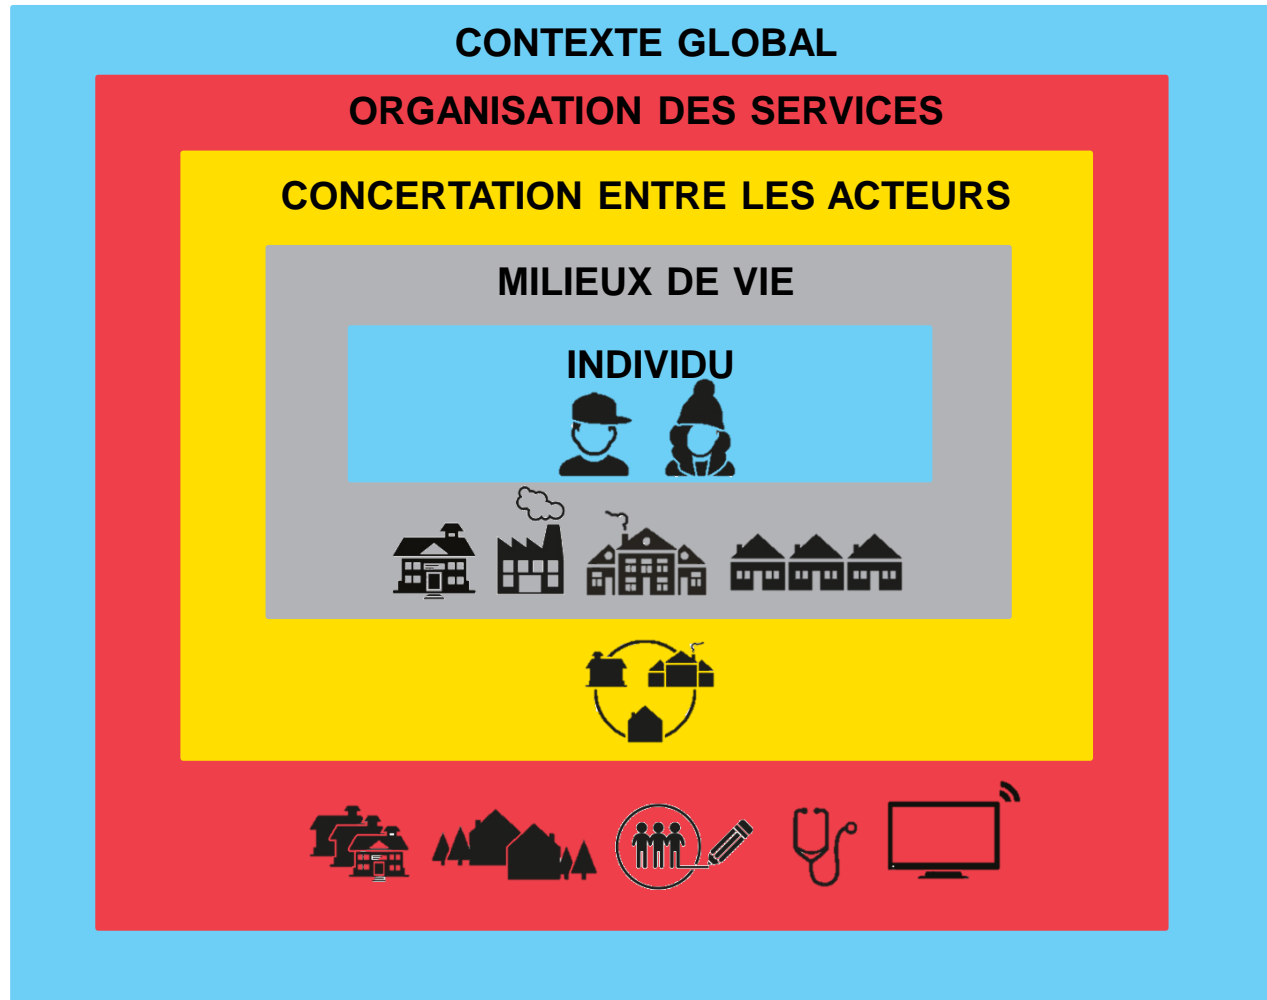 CONTEXTE GLOBAL
ORGANISATION DES SERVICES
CONCERTATION ENTRE LES ACTEURS
MILIEUX DE VIE
INDIVIDU